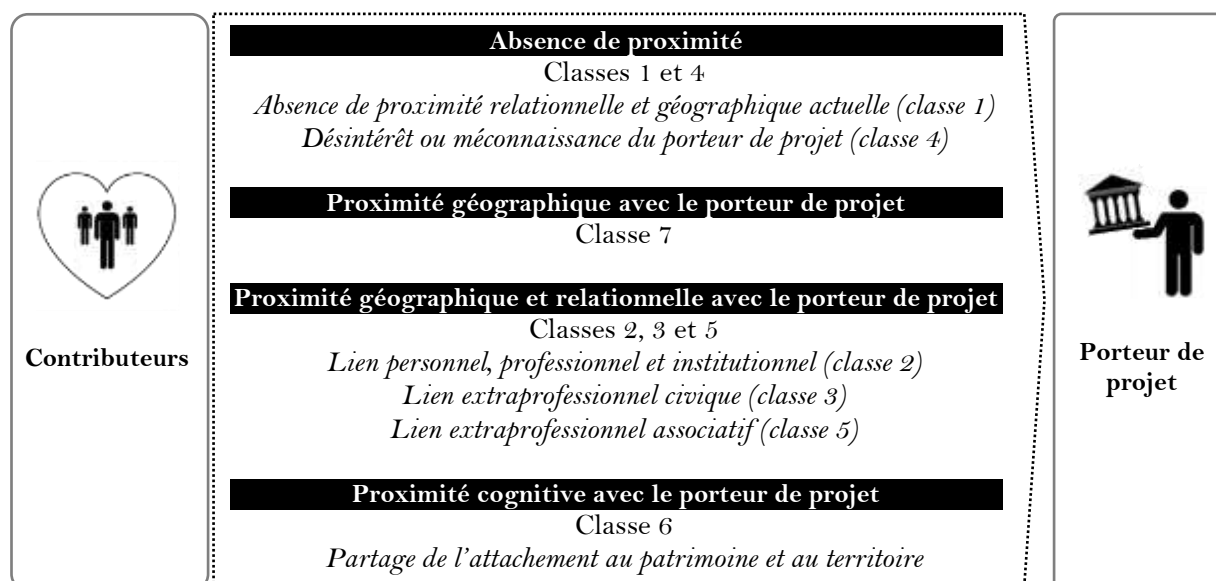 Contributeurs
Absence de proximité
Classes 1 et 4
Absence de proximité relationnelle et géographique actuelle (classe 1)
Désintérêt ou méconnaissance du porteur de projet (classe 4)
Proximité géographique avec le porteur de projet
Classe 7
Proximité géographique et relationnelle avec le porteur de projet
Classes 2, 3 et 5
Lien personnel, professionnel et institutionnel (classe 2)
Lien extraprofessionnel civique (classe 3)
Lien extraprofessionnel associatif (classe 5)
Proximité cognitive avec le porteur de projet
Classe 6
Partage de l'attachement au patrimoine et au territoire
Porteur de
projet